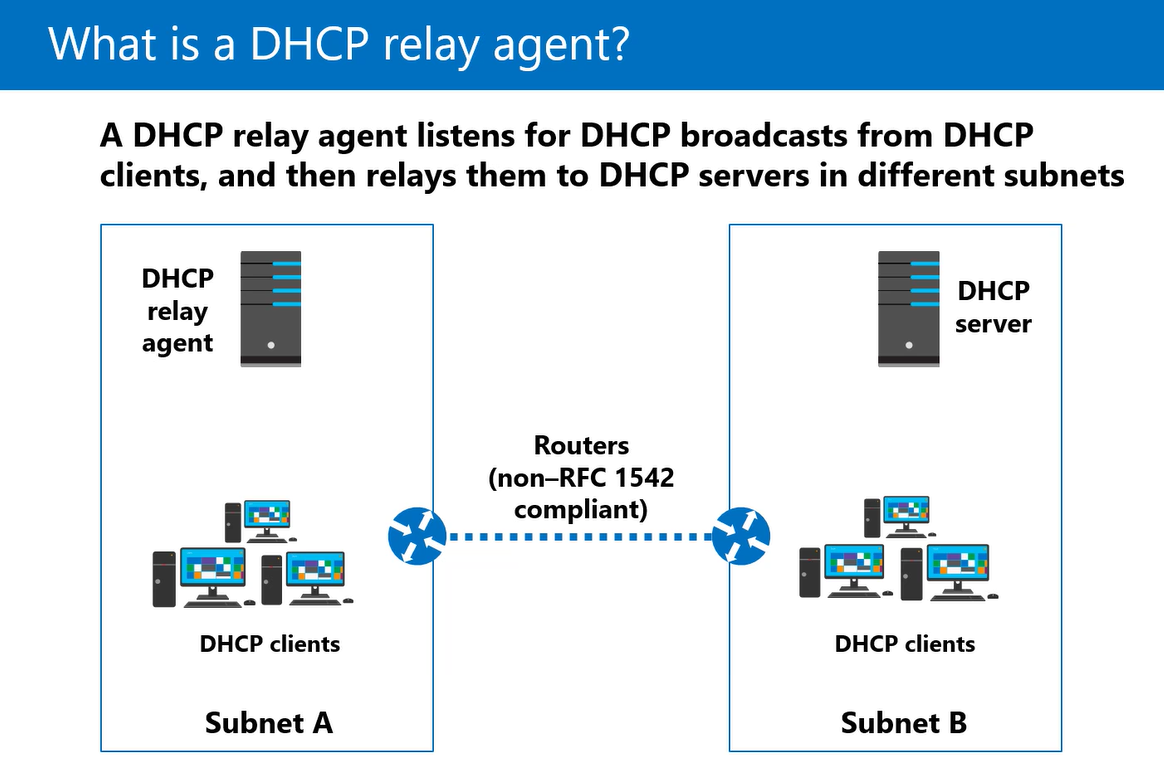 What is a DHCP relay agent?
A DHCP relay agent listens for DHCP broadcasts from DHCP
clients, and then relays them to DHCP servers in different subnets
DHCP
relay
agent
DHCP
server
Routers
(non–RFC 1542
compliant)
DHCP clients
DHCP clients
Subnet A
Subnet B